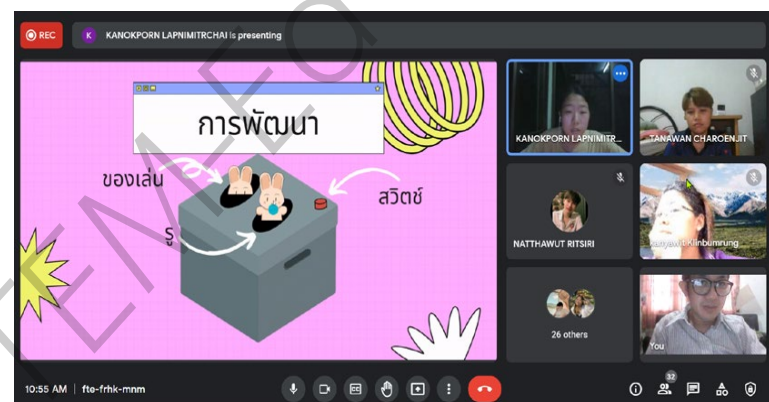 REC
K KANOKPORN LAPNIMITRCHAI is presenting
การพัฒนา
ของเล่น
สวิตช์
รู
KANOKPORN LAPNIMITR...
TANAWAN CHAROENJIT
NATTHAWUT RITSIRI
Klinbumrung
26 others
You
10:55 AM | fte-frhk-mnm
CC
32